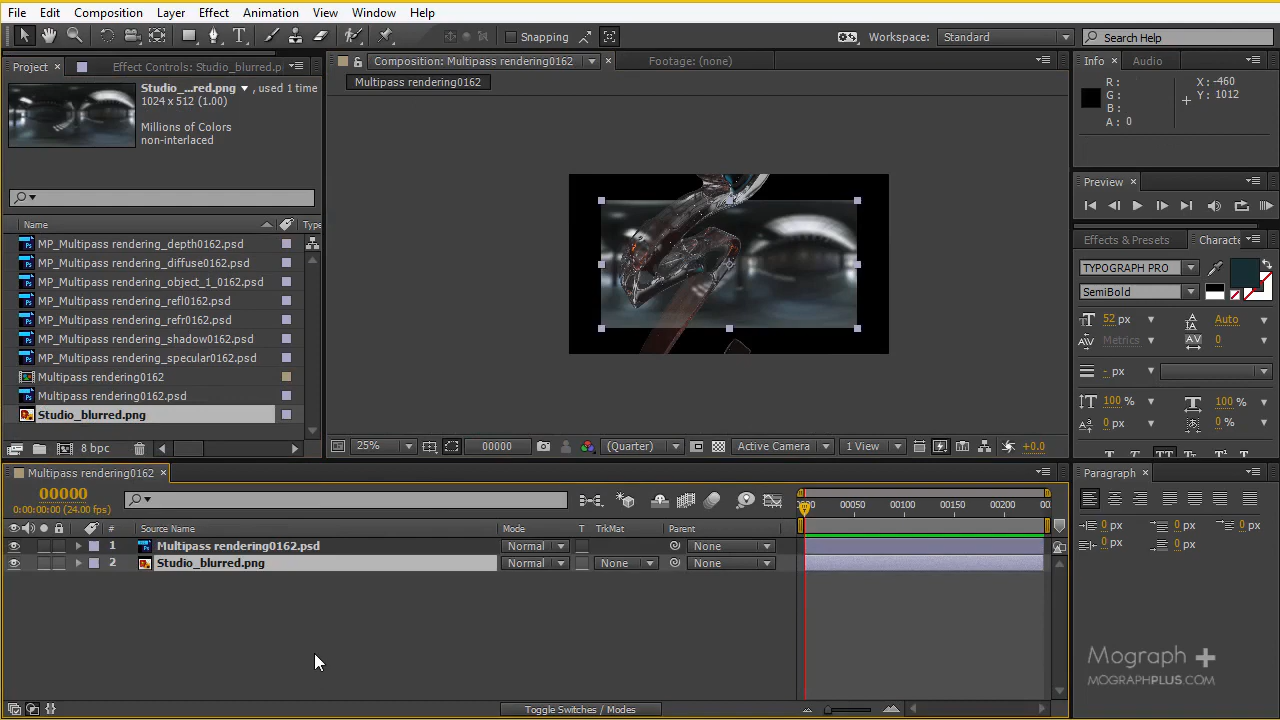 File Edit Composition Layer Effect Animation View Window Help
Snapping Workspace: Standard Search Help
Project × Effect Controls: Studio_blurred.p
Studio_...red.png ▼ , used 1 time
1024 x 512 (1.00)
Millions of Colors
non-interlaced
Name Type
MP_Multipass rendering_depth0162.psd
MP_Multipass rendering_diffuse0162.psd
MP_Multipass rendering_object_1_0162.psd
MP_Multipass rendering_refl0162.psd
MP_Multipass rendering_refr0162.psd
MP_Multipass rendering_shadow0162.psd
MP_Multipass rendering_specular0162.psd
Multipass rendering0162
Multipass rendering0162.psd
Studio_blurred.png
8 bpc
Composition: Multipass rendering0162 × Footage: (none)
Multipass rendering0162
25% 00000 (Quarter) Active Camera 1 View +0.0
Info × Audio
R: X: -460
G: Y: 1012
B:
A: 0
Preview ×
Effects & Presets Characte
TYPOGRAPH PRO
SemiBold
52 px Auto
Metrics 0
- px
100 % 100 %
0 px 0 %
Multipass rendering0162 ×
00000
0:00:00:00 (24.00 fps)
00050 00100 00150 00200
# Source Name Mode T TrkMat Parent
1 Multipass rendering0162.psd Normal None
2 Studio_blurred.png Normal None None
Toggle Switches / Modes
Paragraph ×
0 px 0 px 0 px
0 px 0 px
Mograph +
MOGRAPHPLUS.COM